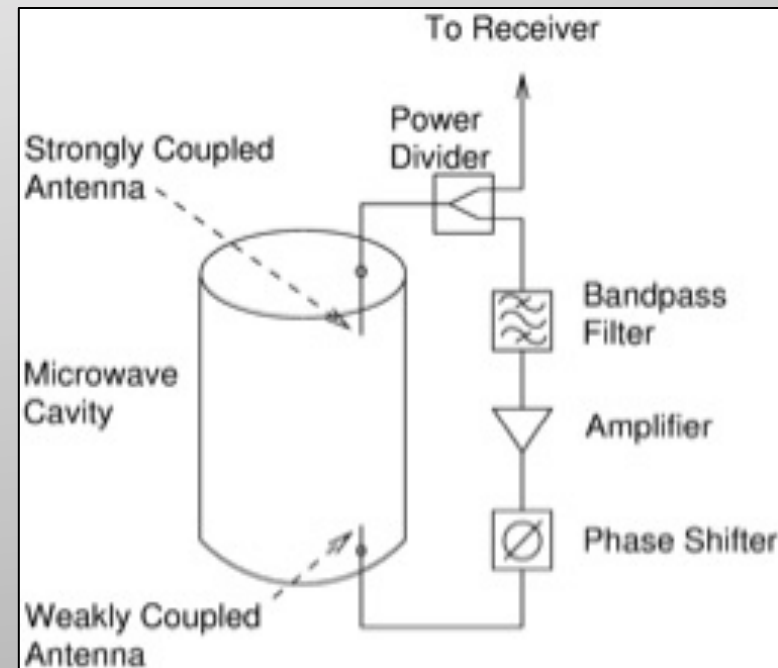 To Receiver
Power
Divider
Strongly Coupled
Antenna
Bandpass
Filter
Microwave
Cavity
Amplifier
Phase Shifter
Weakly Coupled
Antenna